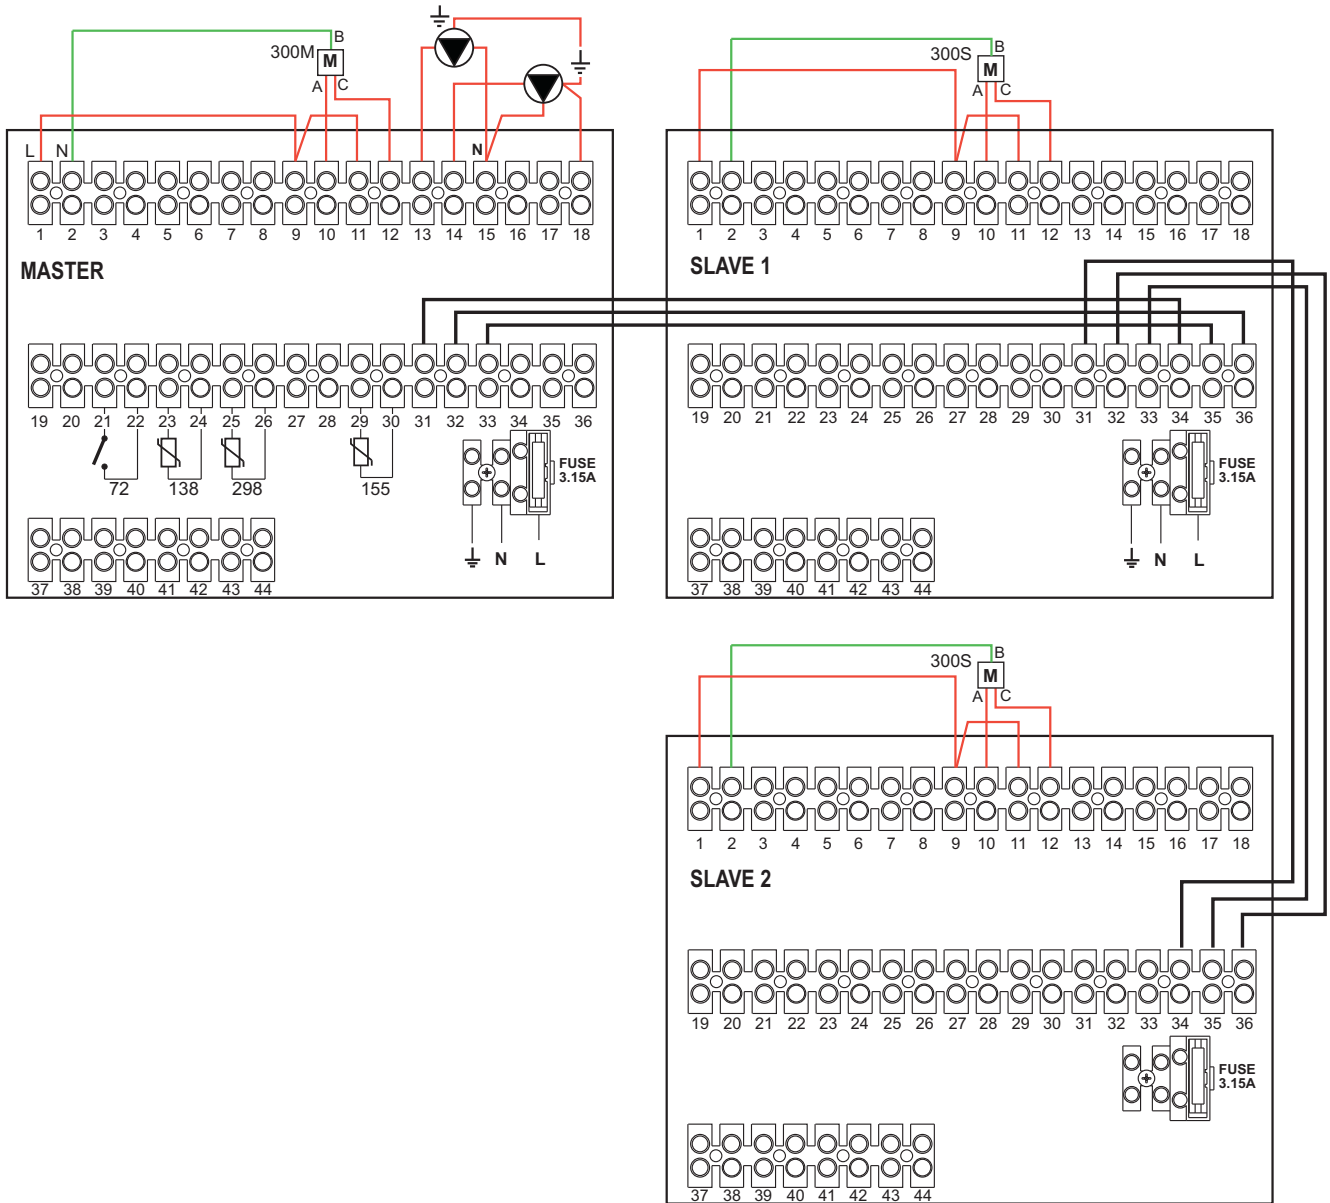 B
300M
M
A C
L N N
1 2 3 4 5 6 7 8 9 10 11 12 13 14 15 16 17 18
MASTER
19 20 21 22 23 24 25 26 27 28 29 30 31 32 33 34 35 36
72 138 298 155
FUSE
3.15A
N L
37 38 39 40 41 42 43 44
B
300S
M
A C
1 2 3 4 5 6 7 8 9 10 11 12 13 14 15 16 17 18
SLAVE 1
19 20 21 22 23 24 25 26 27 28 29 30 31 32 33 34 35 36
FUSE
3.15A
N L
37 38 39 40 41 42 43 44
B
300S
M
A C
1 2 3 4 5 6 7 8 9 10 11 12 13 14 15 16 17 18
SLAVE 2
19 20 21 22 23 24 25 26 27 28 29 30 31 32 33 34 35 36
FUSE
3.15A
37 38 39 40 41 42 43 44